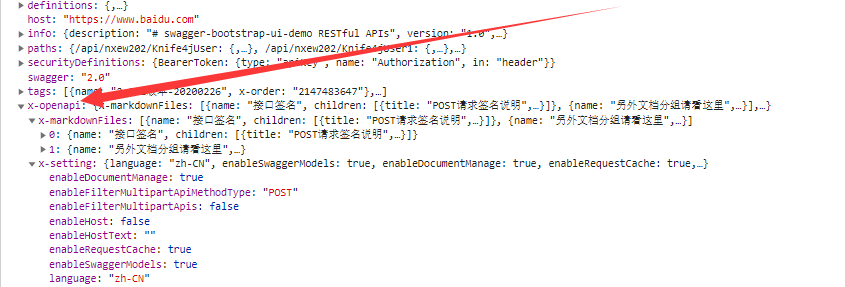 definitions: {,…}
host: "https://www.baidu.com"
info: {description: "# swagger-bootstrap-ui-demo RESTful APIs", version: "1.0",…}
paths: {/api/nxew202/Knife4jUser: {,…}, /api/nxew202/Knife4jUser1: {,…},…}
securityDefinitions: {BearerToken: {type: "apiKey", name: "Authorization", in: "header"}}
swagger: "2.0"
tags: [{name: -20200226", x-order: "2147483647"},…]
x-openapi: {x-markdownFiles: [{name: "接口签名", children: [{title: "POST请求签名说明",…}]}, {name: "另外文档分组请看这里",…}],…}
x-markdownFiles: [{name: "接口签名", children: [{title: "POST请求签名说明",…}]}, {name: "另外文档分组请看这里",…}]
0: {name: "接口签名", children: [{title: "POST请求签名说明",…}]}
1: {name: "另外文档分组请看这里",…}
x-setting: {language: "zh-CN", enableSwaggerModels: true, enableDocumentManage: true, enableRequestCache: true,…}
enableDocumentManage: true
enableFilterMultipartApiMethodType: "POST"
enableFilterMultipartApis: false
enableHost: false
enableHostText: ""
enableRequestCache: true
enableSwaggerModels: true
language: "zh-CN"